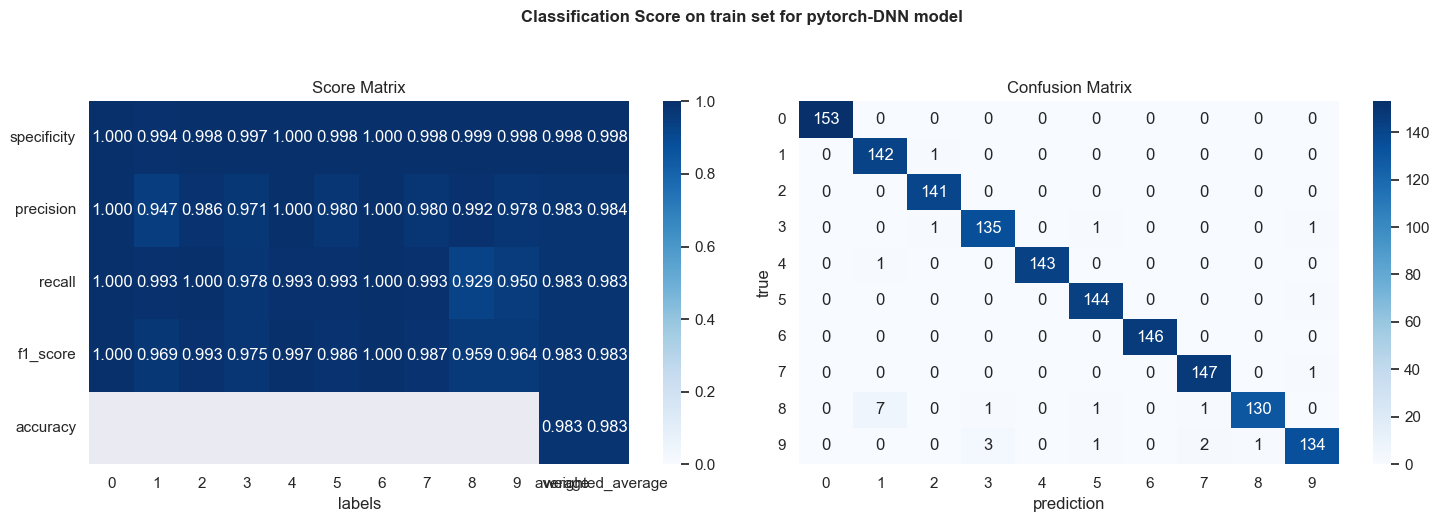 Classification Score on train set for pytorch-DNN model
Score Matrix
specificity 1.000 0.994 0.998 0.997 1.000 0.998 1.000 0.998 0.999 0.998 0.998 0.998
precision 1.000 0.947 0.986 0.971 1.000 0.980 1.000 0.980 0.992 0.978 0.983 0.984
recall 1.000 0.993 1.000 0.978 0.993 0.993 1.000 0.993 0.929 0.950 0.983 0.983
f1_score 1.000 0.969 0.993 0.975 0.997 0.986 1.000 0.987 0.959 0.964 0.983 0.983
accuracy 0.983 0.983
0 1 2 3 4 5 6 7 8 9 average weighted_average
labels
1.0
0.8
0.6
0.4
0.2
0.0
Confusion Matrix
true
0 153 0 0 0 0 0 0 0 0 0
1 0 142 1 0 0 0 0 0 0 0
2 0 0 141 0 0 0 0 0 0 0
3 0 0 1 135 0 1 0 0 0 1
4 0 1 0 0 143 0 0 0 0 0
5 0 0 0 0 0 144 0 0 0 1
6 0 0 0 0 0 0 146 0 0 0
7 0 0 0 0 0 0 0 147 0 1
8 0 7 0 1 0 1 0 1 130 0
9 0 0 0 3 0 1 0 2 1 134
0 1 2 3 4 5 6 7 8 9
prediction
140
120
100
80
60
40
20
0